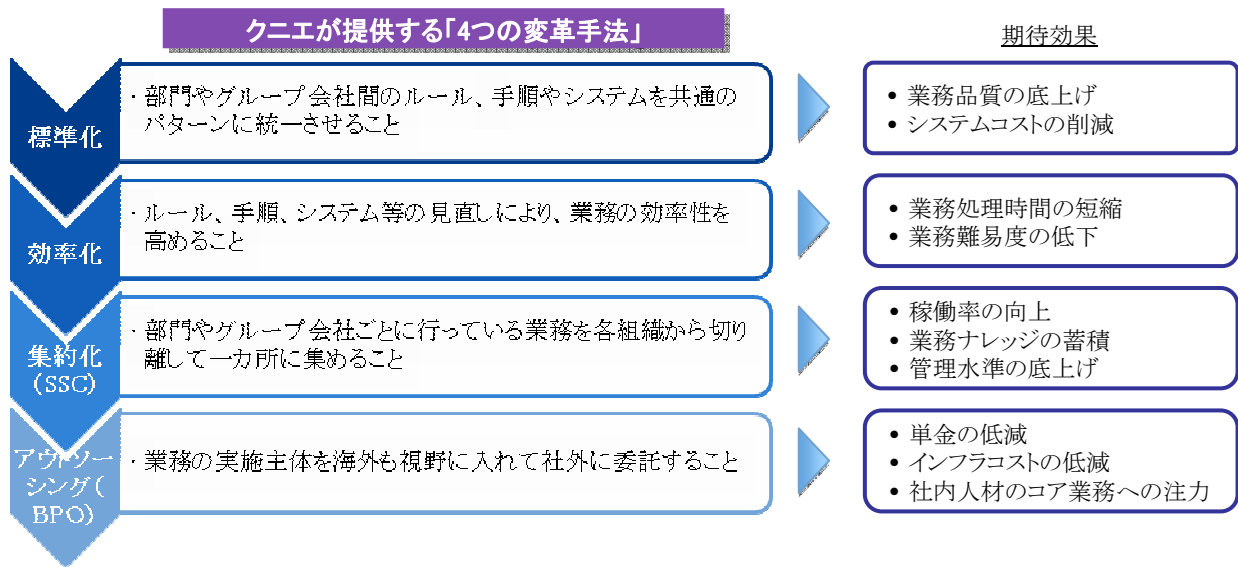 クニエが提供する「4つの変革手法」
期待効果
標準化
・部門やグループ会社間のルール、手順やシステムを共通の
パターンに統一させること
• 業務品質の底上げ
• システムコストの削減
効率化
・ルール、手順、システム等の見直しにより、業務の効率性を
高めること
• 業務処理時間の短縮
• 業務難易度の低下
集約化
(SSC)
・部門やグループ会社ごとに行っている業務を各組織から切り
離して一カ所に集めること
• 稼働率の向上
• 業務ナレッジの蓄積
• 管理水準の底上げ
アウトソー
シング(
BPO)
・業務の実施主体を海外も視野に入れて社外に委託すること
• 単金の低減
• インフラコストの低減
• 社内人材のコア業務への注力